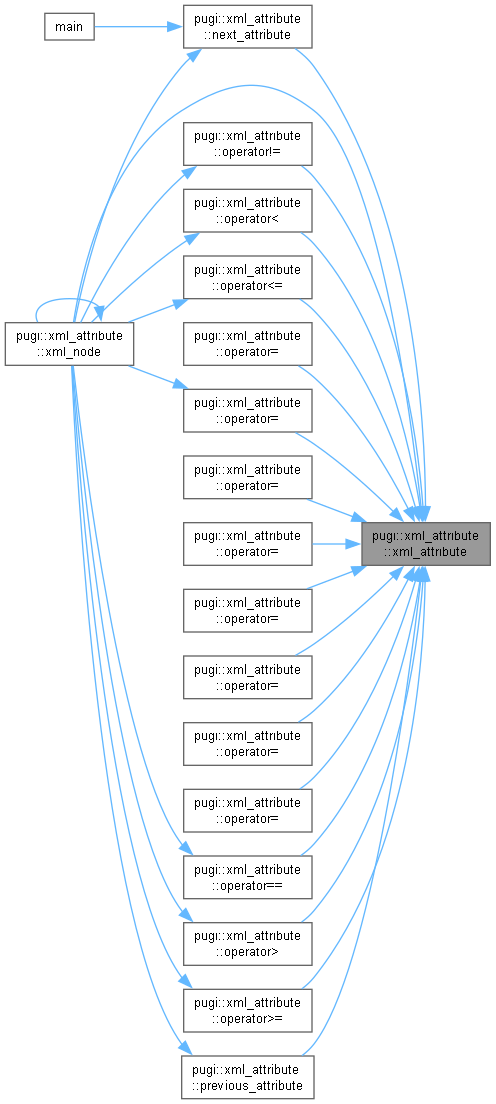 main
pugi::xml_attribute
::next_attribute
pugi::xml_attribute
::operator!=
pugi::xml_attribute
::operator<
pugi::xml_attribute
::operator<=
pugi::xml_attribute
::xml_node
pugi::xml_attribute
::operator=
pugi::xml_attribute
::operator=
pugi::xml_attribute
::operator=
pugi::xml_attribute
::operator=
pugi::xml_attribute
::xml_attribute
pugi::xml_attribute
::operator=
pugi::xml_attribute
::operator=
pugi::xml_attribute
::operator=
pugi::xml_attribute
::operator=
pugi::xml_attribute
::operator==
pugi::xml_attribute
::operator>
pugi::xml_attribute
::operator>=
pugi::xml_attribute
::previous_attribute